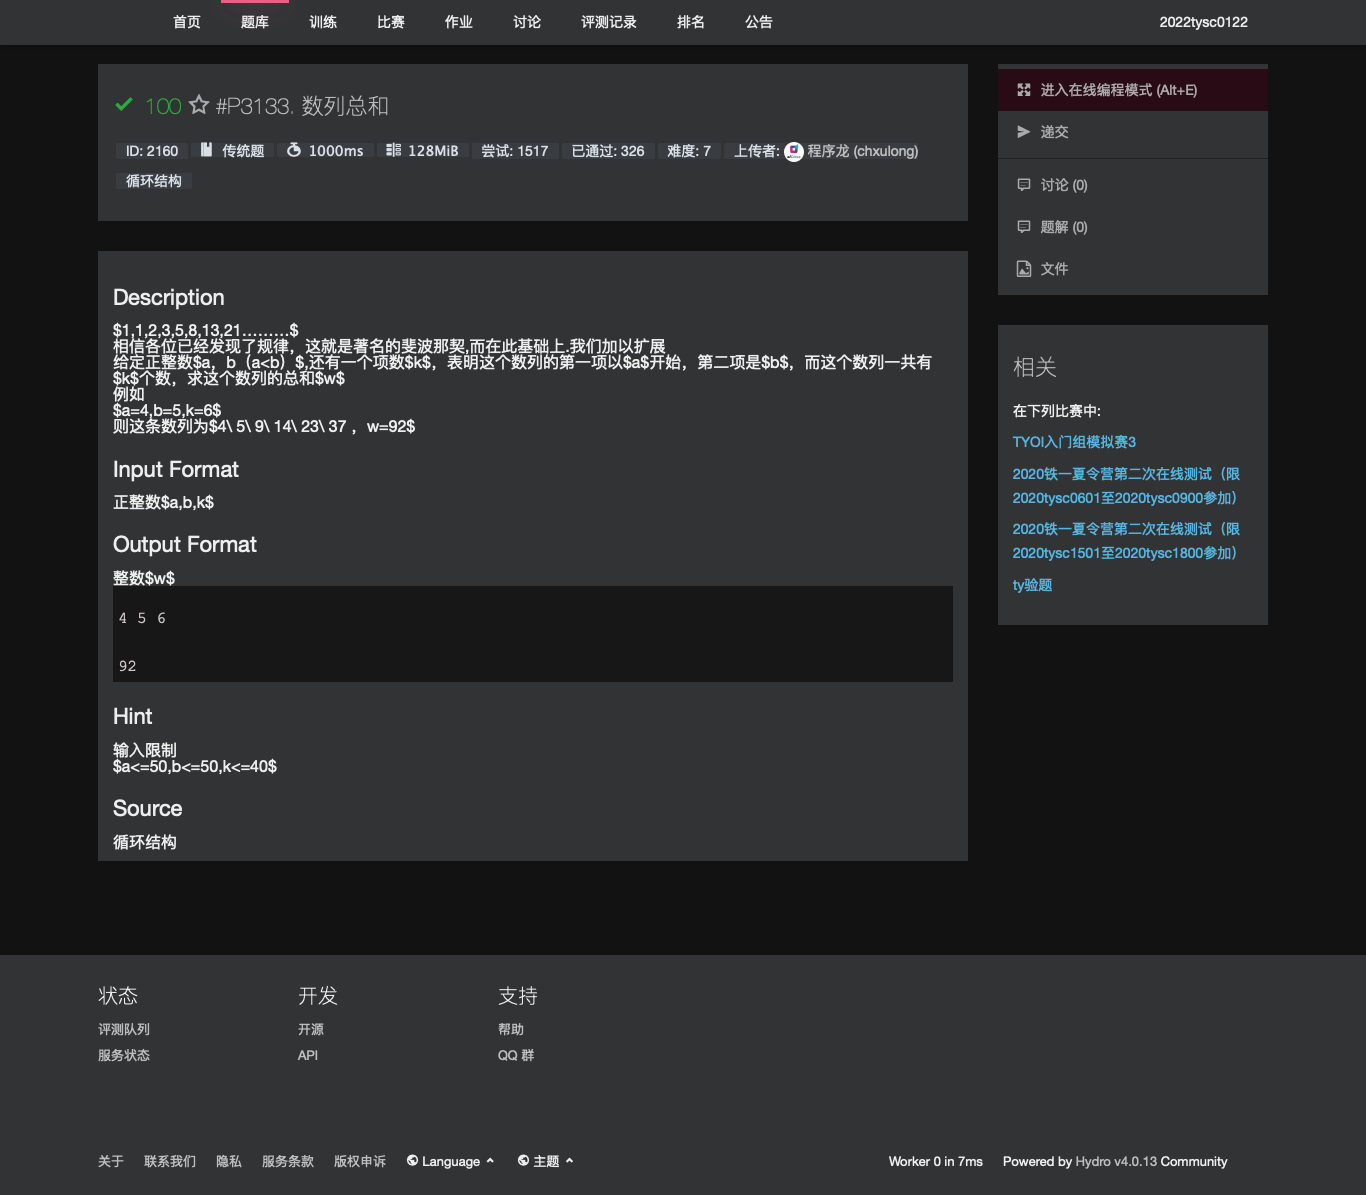 首页 题库 训练 比赛 作业 讨论 评测记录 排名 公告 2022tysc0122
100 #P3133. 数列总和
ID: 2160 传统题 1000ms 128MiB 尝试: 1517 已通过: 326 难度: 7 上传者: 程序龙 (chxulong)
循环结构
Description
$1,1,2,3,5,8,13,21………$
相信各位已经发现了规律，这就是著名的斐波那契,而在此基础上.我们加以扩展
给定正整数$a，b（a<b）$,还有一个项数$k$，表明这个数列的第一项以$a$开始，第二项是$b$，而这个数列一共有
$k$个数，求这个数列的总和$w$
例如
$a=4,b=5,k=6$
则这条数列为$4\ 5\ 9\ 14\ 23\ 37 ，w=92$
Input Format
正整数$a,b,k$
Output Format
整数$w$
4 5 6
92
Hint
输入限制
$a<=50,b<=50,k<=40$
Source
循环结构
进入在线编程模式 (Alt+E)
递交
讨论 (0)
题解 (0)
文件
相关
在下列比赛中:
TYOI入门组模拟赛3
2020铁一夏令营第二次在线测试（限
2020tysc0601至2020tysc0900参加）
2020铁一夏令营第二次在线测试（限
2020tysc1501至2020tysc1800参加）
ty验题
状态
评测队列
服务状态
开发
开源
API
支持
帮助
QQ 群
关于 联系我们 隐私 服务条款 版权申诉 Language 主题 Worker 0 in 7ms Powered by Hydro v4.0.13 Community